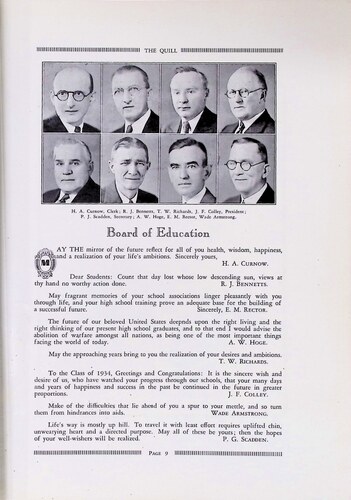 THE QUILL
H. A. Curnow, Clerk; R. J. Bennetts, T. W. Richards, J. F. Colley, President;
P. J. Scadden, Secretary; A. W. Hoge, E. M. Rector, Wade Armstrong.
Board of Education
MAY THE mirror of the future reflect for all of you health, wisdom, happiness,
and a realization of your life's ambitions. Sincerely yours,
H. A. CURNOW.
Dear Students: Count that day lost whose low descending sun, views at
thy hand no worthy action done. R. J. BENNETTS.
May fragrant memories of your school associations linger pleasantly with you
through life, and your high school training prove an adequate base for the building of
a successful future. Sincerely, E. M. RECTOR.
The future of our beloved United States deepnds upon the right living and the
right thinking of our present high school graduates, and to that end I would advise the
abolition of warfare amongst all nations, as being one of the most important things
facing the world of today. A. W. HOGE.
May the approaching years bring to you the realization of your desires and ambitions.
T. W. RICHARDS.
To the Class of 1934, Greetings and Congratulations: It is the sincere wish and
desire of us, who have watched your progress through our schools, that your many days
and years of happiness and success in the past be continued in the future in greater
proportions. J. F. COLLEY.
Make of the difficulties that lie ahead of you a spur to your mettle, and so turn
them from hindrances into aids. WADE ARMSTRONG.
Life's way is mostly up hill. To travel it with least effort requires uplifted chin,
unwearying heart and a directed purpose. May all of these be yours; then the hopes
of your well-wishers will be realized. P. G. SCADDEN.
PAGE 9